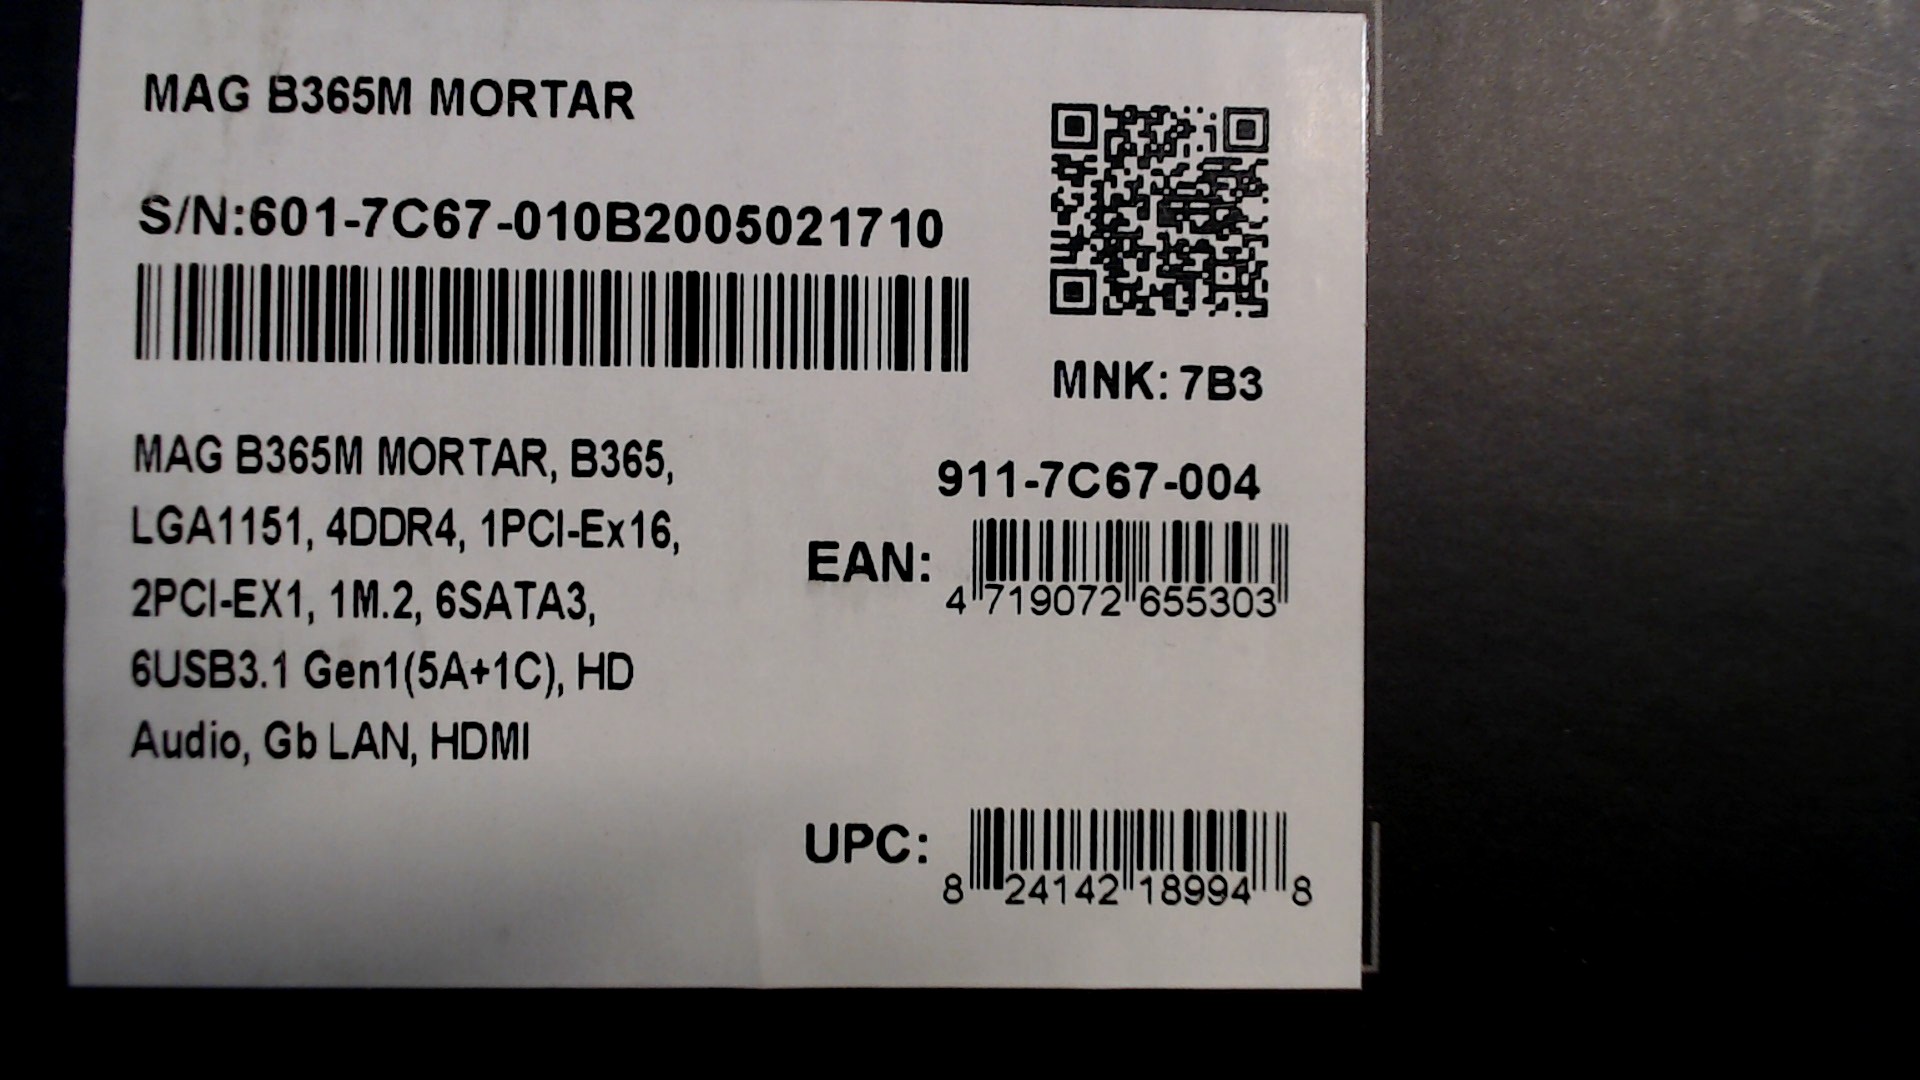 MAG B365M MORTAR
S/N:601-7C67-010B2005021710
MNK: 7B3
MAG B365M MORTAR, B365,
LGA1151, 4DDR4, 1PCI-Ex16,
2PCI-EX1, 1M.2, 6SATA3,
6USB3.1 Gen1(5A+1C), HD
Audio, Gb LAN, HDMI
911-7C67-004
EAN:
4 719072 655303
UPC:
8 24142 18994 8